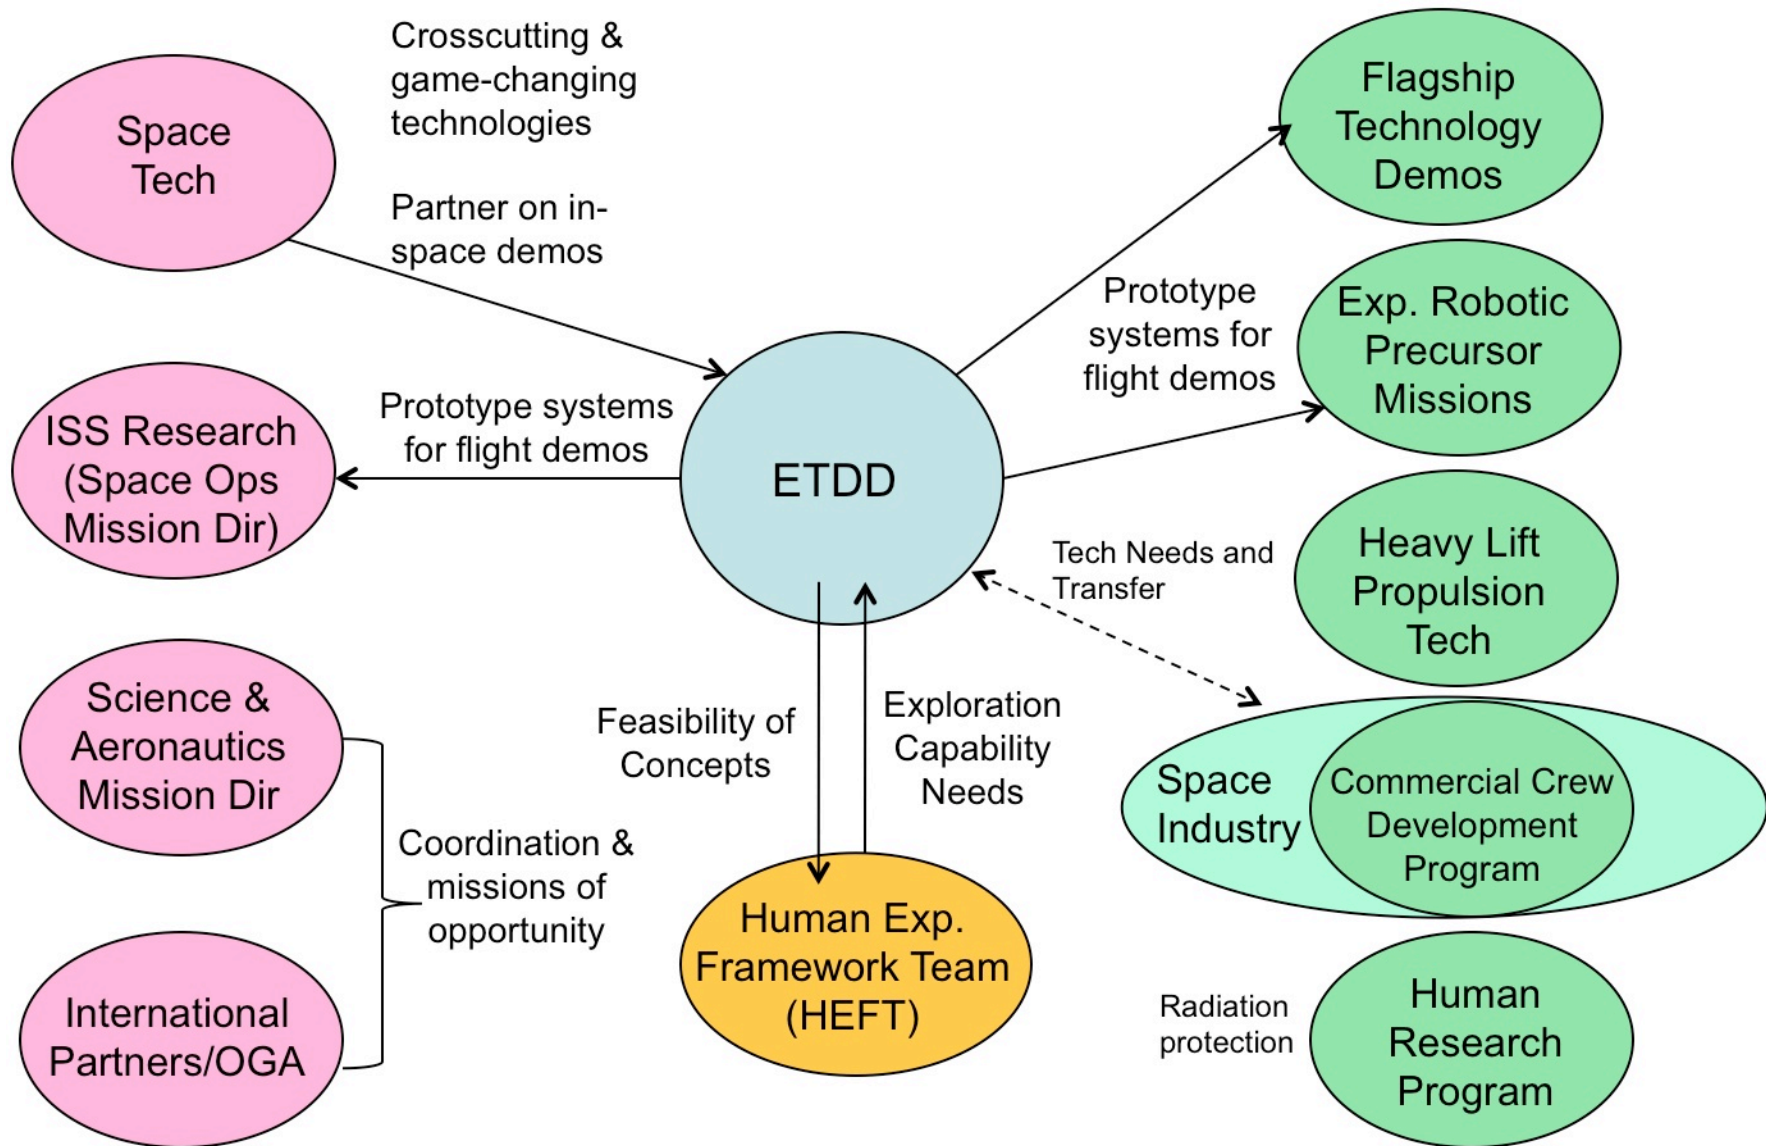 Crosscutting &
game-changing
technologies
Space
Tech
Partner on in-
space demos
Flagship
Technology
Demos
Prototype
systems for
flight demos
Exp. Robotic
Precursor
Missions
ISS Research
(Space Ops
Mission Dir)
Prototype systems
for flight demos
ETDD
Tech Needs and
Transfer
Heavy Lift
Propulsion
Tech
Science &
Aeronautics
Mission Dir
Feasibility of
Concepts
Exploration
Capability
Needs
Space
Industry
Commercial Crew
Development
Program
Coordination &
missions of
opportunity
International
Partners/OGA
Human Exp.
Framework Team
(HEFT)
Radiation
protection
Human
Research
Program